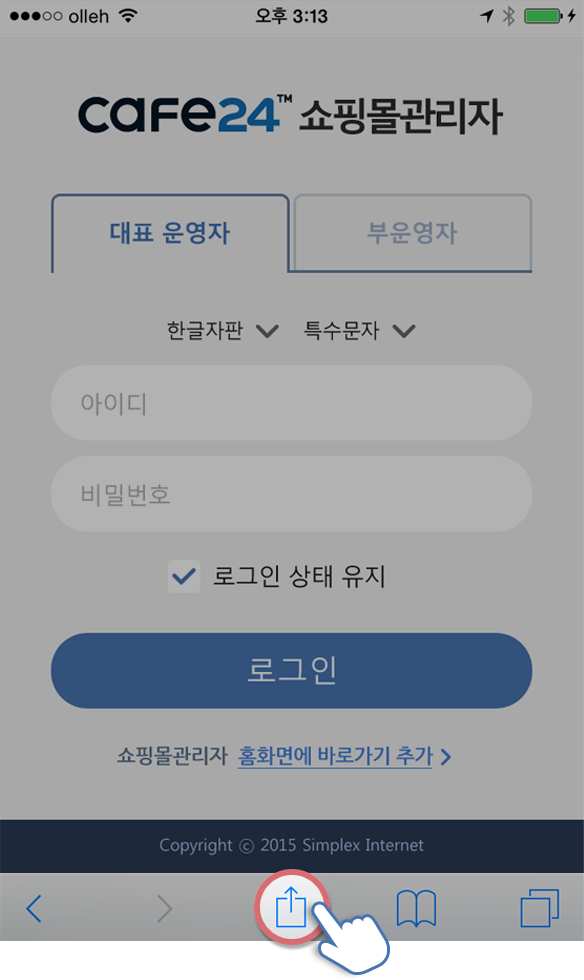 olleh 오후 3:13
cafe24™ 쇼핑몰관리자
대표 운영자 부운영자
한글자판 특수문자
아이디
비밀번호
로그인 상태 유지
로그인
쇼핑몰관리자 홈화면에 바로가기 추가
Copyright ⓒ 2015 Simplex Internet